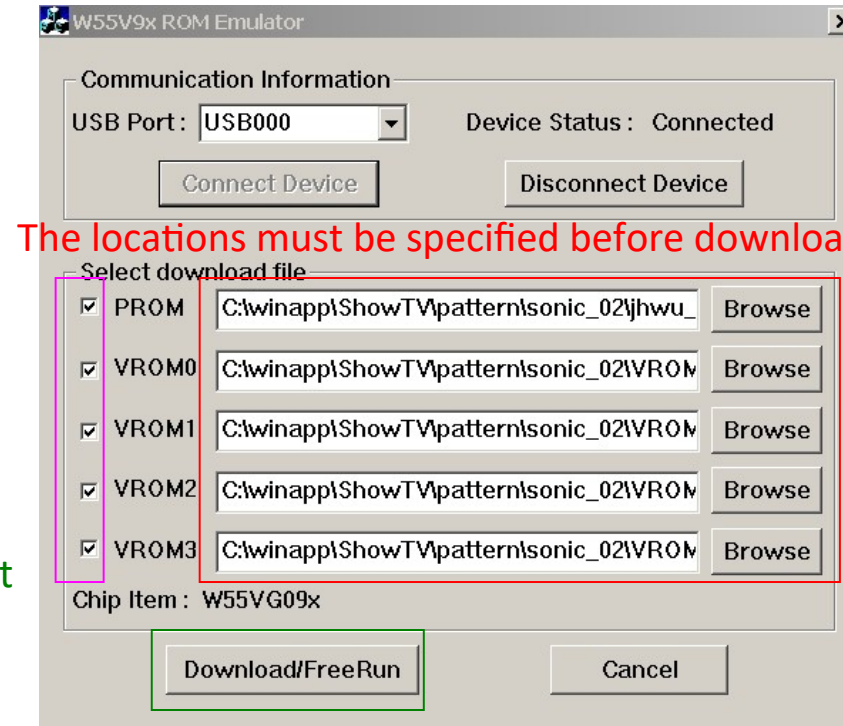 W55V9x ROM Emulator
Communication Information
USB Port : USB000 Device Status : Connected
Connect Device Disconnect Device
The locations must be specified before downloa
Select download file
PROM C:\winapp\ShowTV\pattern\sonic_02\jhwu_ Browse
VROM0 C:\winapp\ShowTV\pattern\sonic_02\VROM Browse
VROM1 C:\winapp\ShowTV\pattern\sonic_02\VROM Browse
VROM2 C:\winapp\ShowTV\pattern\sonic_02\VROM Browse
VROM3 C:\winapp\ShowTV\pattern\sonic_02\VROM Browse
t
Chip Item : W55VG09x
Download/FreeRun Cancel